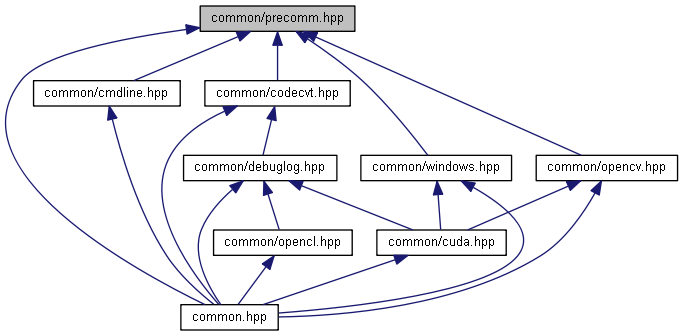 common/precomm.hpp
common/cmdline.hpp
common/codecvt.hpp
common/debuglog.hpp
common/windows.hpp
common/opencv.hpp
common/opencl.hpp
common/cuda.hpp
common.hpp